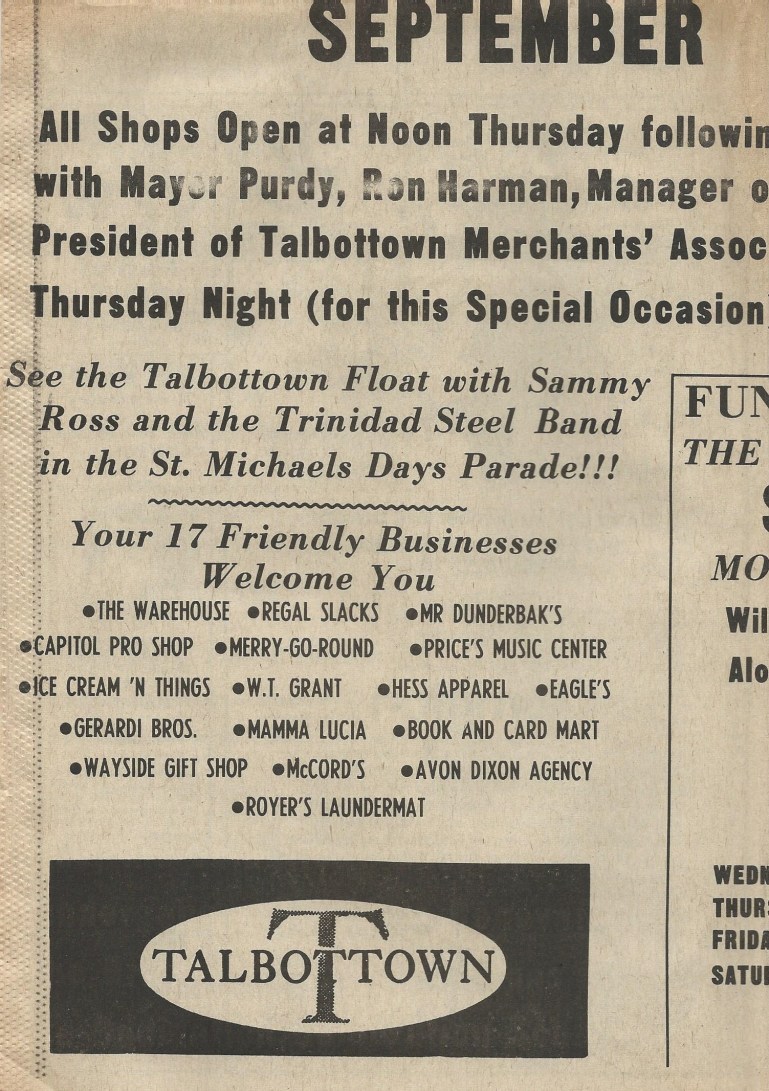 SEPTEMBER
All Shops Open at Noon Thursday followin
with Mayor Purdy, Ron Harman, Manager o
President of Talbottown Merchants' Assoc
Thursday Night (for this Special Occasion)
See the Talbottown Float with Sammy
Ross and the Trinidad Steel Band
in the St. Michaels Days Parade!!!
Your 17 Friendly Businesses
Welcome You
●THE WAREHOUSE ●REGAL SLACKS ●MR DUNDERBAK'S
●CAPITOL PRO SHOP ●MERRY-GO-ROUND ●PRICE'S MUSIC CENTER
●ICE CREAM 'N THINGS ●W.T. GRANT ●HESS APPAREL ●EAGLE'S
●GERARDI BROS. ●MAMMA LUCIA ●BOOK AND CARD MART
●WAYSIDE GIFT SHOP ●McCORD'S ●AVON DIXON AGENCY
●ROYER'S LAUNDERMAT
T
TALBOTTOWN
FUN
THE
S
MO
Wil
Alo
WEDN
THURS
FRIDA
SATUR